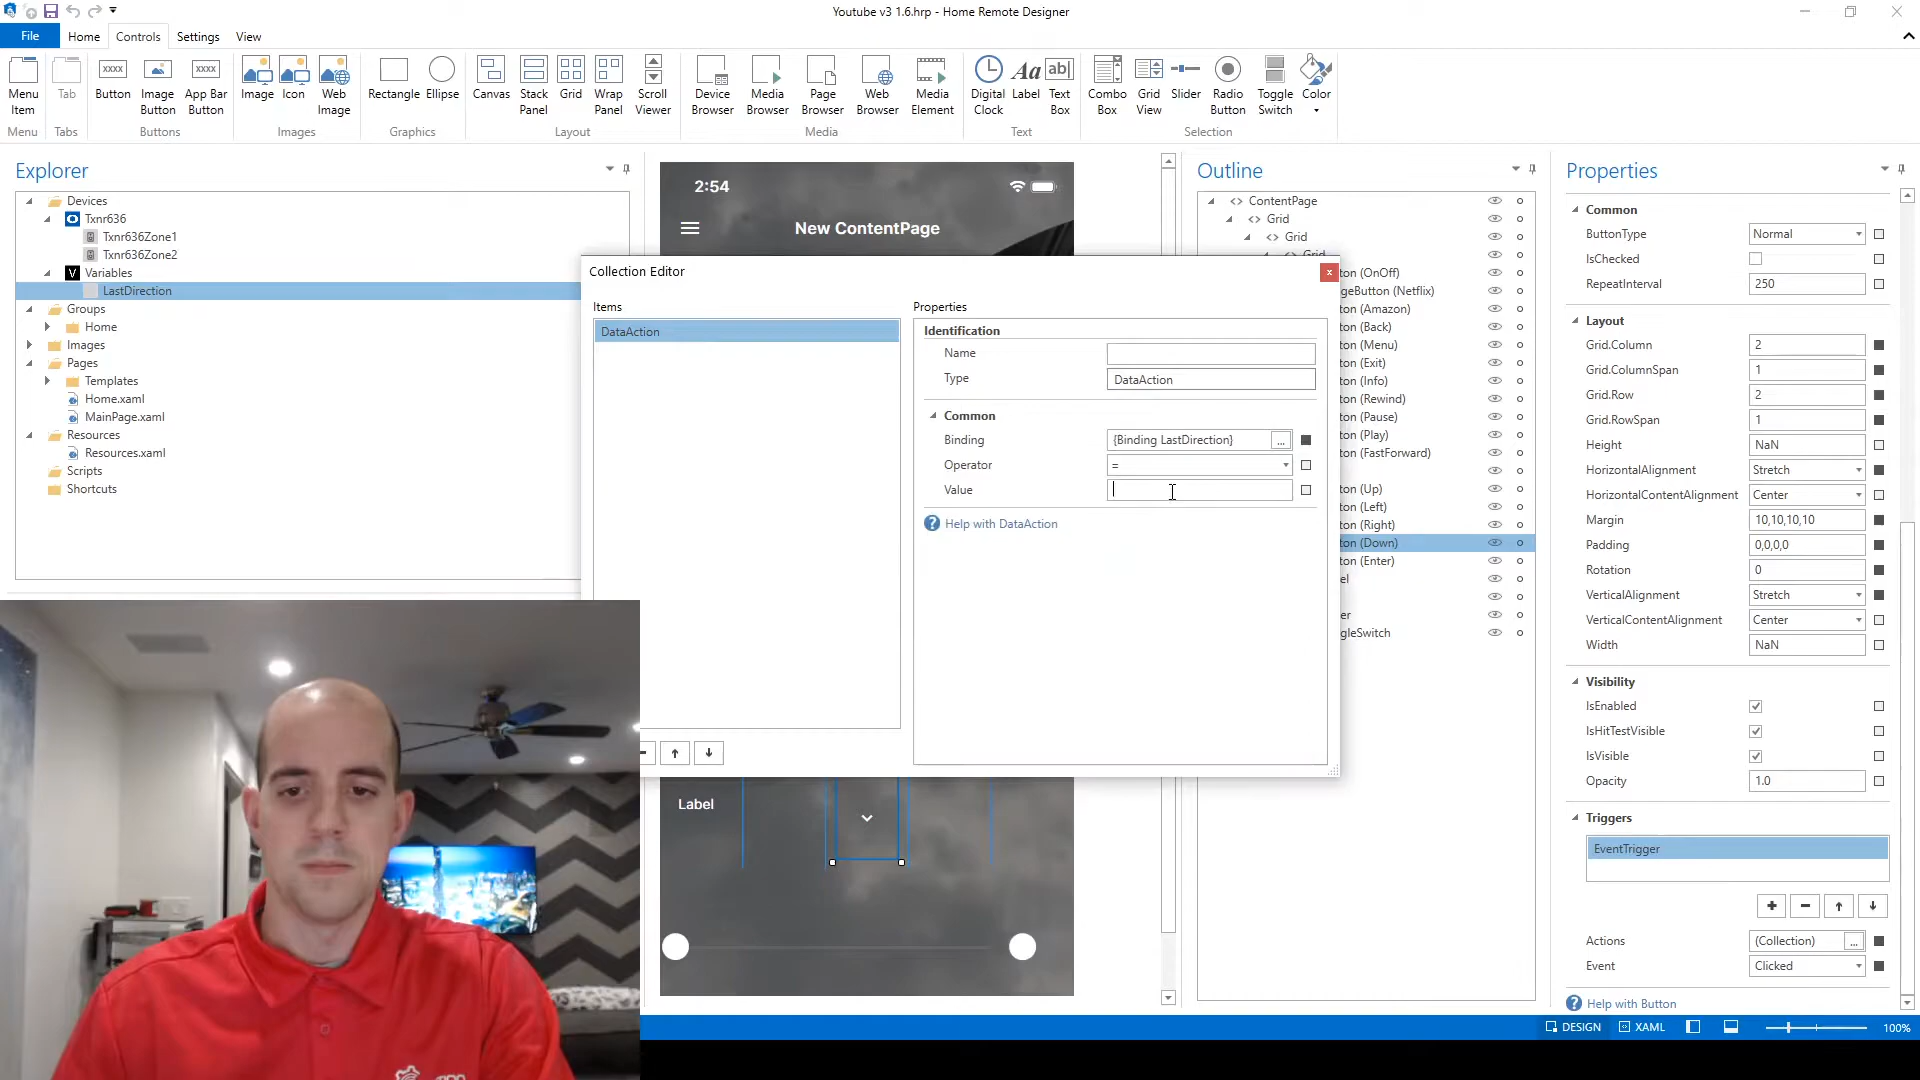 Youtube v3 1.6.hrp - Home Remote Designer
File
Home
Controls
Settings
View
Menu Item
Tab
xxxx
Button
Image Button
xxxx
App Bar Button
Image
Icon
Web Image
Rectangle
Ellipse
Canvas
Stack Panel
Grid
Wrap Panel
Scroll Viewer
Device Browser
Media Browser
Page Browser
Web Browser
Media Element
Digital Clock
Aa
Label
ab|
Text Box
Combo Box
Grid View
Slider
Radio Button
Toggle Switch
Color
Menu
Tabs
Buttons
Images
Graphics
Layout
Media
Text
Selection
Explorer
Devices
Txnr636
Txnr636Zone1
Txnr636Zone2
V
Variables
LastDirection
Groups
Home
Images
Pages
Templates
Home.xaml
MainPage.xaml
Resources
Resources.xaml
Scripts
Shortcuts
2:54
New ContentPage
Label
Collection Editor
x
Items
DataAction
Properties
Identification
Name
Type
DataAction
Common
Binding
{Binding LastDirection}
...
Operator
=
Value
? Help with DataAction
Outline
<> ContentPage
<> Grid
<> Grid
Grid
ton (OnOff)
geButton (Netflix)
ton (Amazon)
ton (Back)
ton (Menu)
ton (Exit)
ton (Info)
ton (Rewind)
ton (Pause)
ton (Play)
ton (FastForward)
ton (Up)
ton (Left)
ton (Right)
ton (Down)
ton (Enter)
el
er
gleSwitch
Properties
Common
ButtonType
Normal
IsChecked
RepeatInterval
250
Layout
Grid.Column
2
Grid.ColumnSpan
1
Grid.Row
2
Grid.RowSpan
1
Height
NaN
HorizontalAlignment
Stretch
HorizontalContentAlignment
Center
Margin
10,10,10,10
Padding
0,0,0,0
Rotation
0
VerticalAlignment
Stretch
VerticalContentAlignment
Center
Width
NaN
Visibility
IsEnabled
IsHitTestVisible
IsVisible
Opacity
1.0
Triggers
EventTrigger
Actions
(Collection)
...
Event
Clicked
? Help with Button
DESIGN
XAML
100%